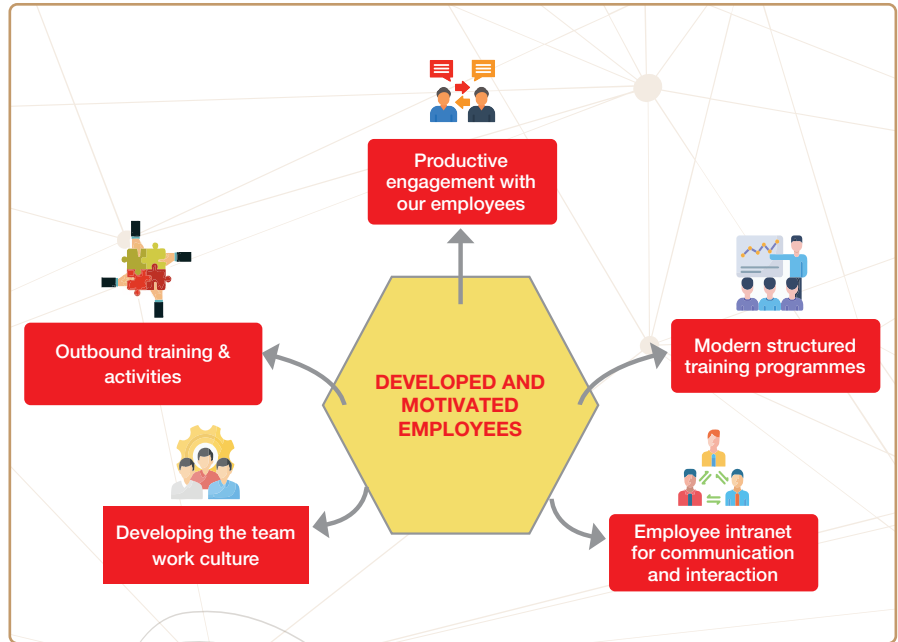 Productive
engagement with
our employees
Outbound training &
activities
Modern structured
training programmes
DEVELOPED AND
MOTIVATED
EMPLOYEES
Developing the team
work culture
Employee intranet
for communication
and interaction